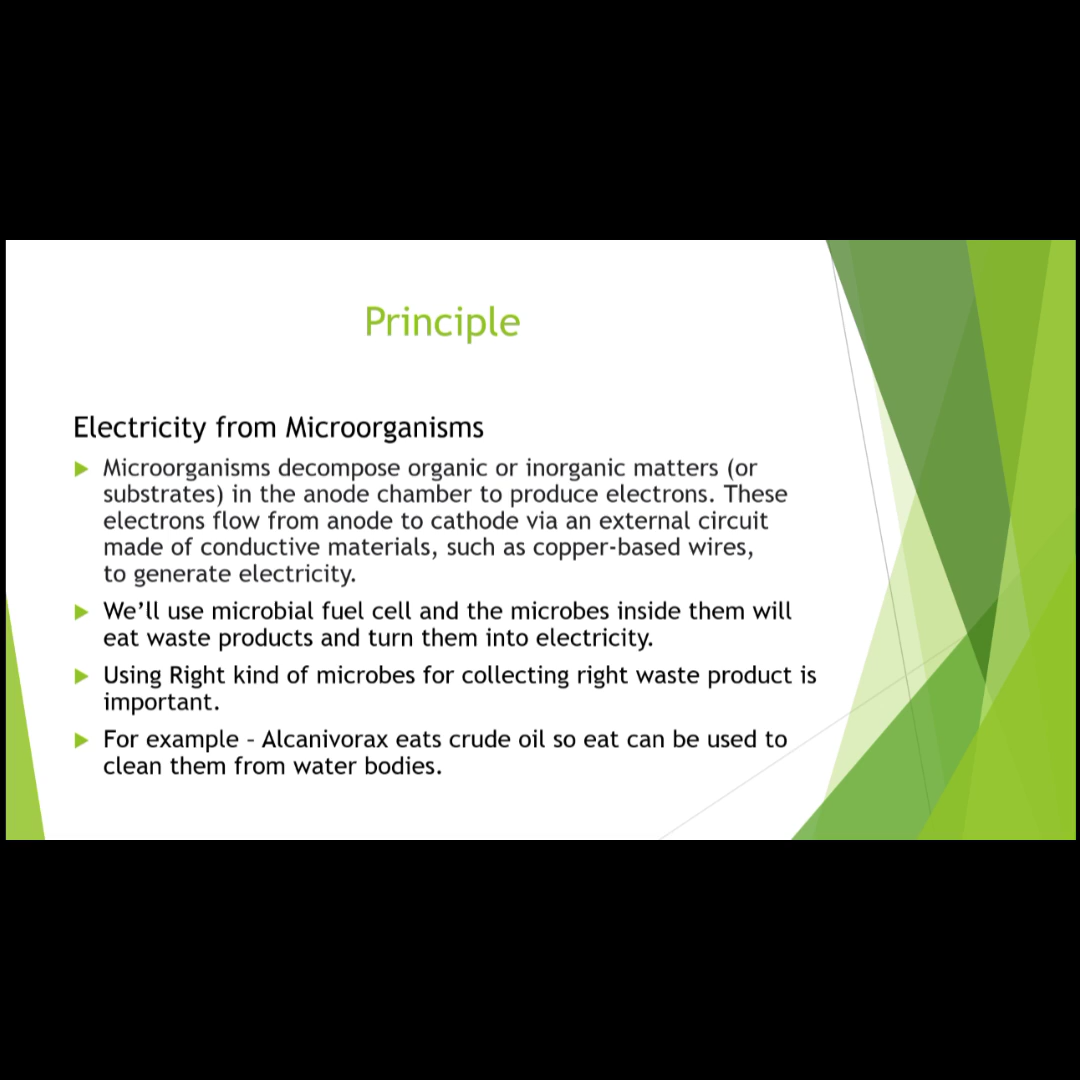 Principle
Electricity from Microorganisms
Microorganisms decompose organic or inorganic matters (or
substrates) in the anode chamber to produce electrons. These
electrons flow from anode to cathode via an external circuit
made of conductive materials, such as copper-based wires,
to generate electricity.
We’ll use microbial fuel cell and the microbes inside them will
eat waste products and turn them into electricity.
Using Right kind of microbes for collecting right waste product is
important.
For example – Alcanivorax eats crude oil so eat can be used to
clean them from water bodies.